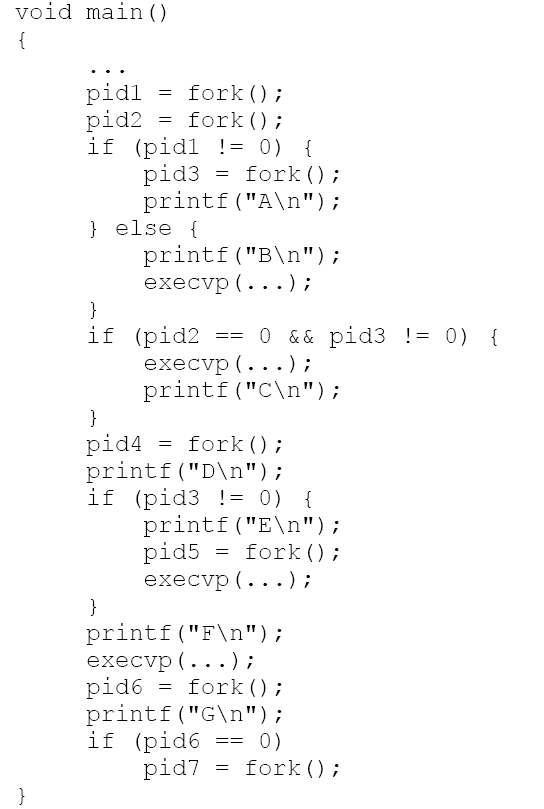 void main()
{
...
pid1 = fork();
pid2 = fork();
if (pid1 != 0) {
pid3 = fork();
printf("A\n");
} else {
printf("B\n");
execvp(...);
}
if (pid2 == 0 && pid3 != 0) {
execvp(...);
printf("C\n");
}
pid4 = fork();
printf("D\n");
if (pid3 != 0) {
printf("E\n");
pid5 = fork();
execvp(...);
}
printf("F\n");
execvp(...);
pid6 = fork();
printf("G\n");
if (pid6 == 0)
pid7 = fork();
}